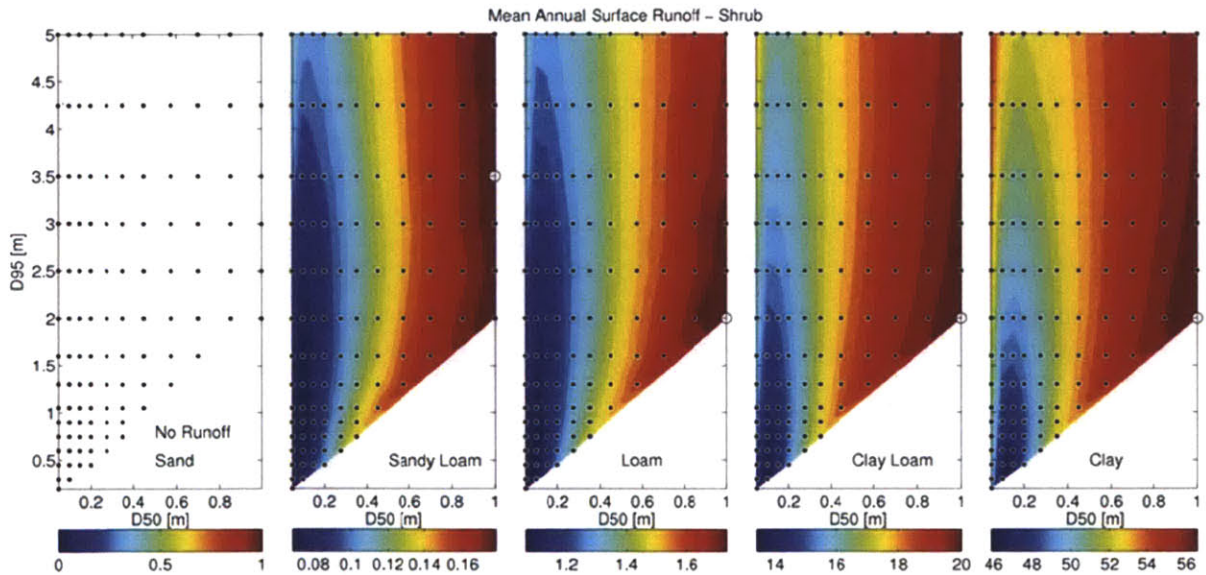 Mean Annual Surface Runoff – Shrub
D95 [m]
5
4.5
4
3.5
3
2.5
2
1.5
1
0.5
No Runoff
Sand
Sandy Loam
Loam
Clay Loam
Clay
0.2 0.4 0.6 0.8 1
0.2 0.4 0.6 0.8 1
0.2 0.4 0.6 0.8 1
0.2 0.4 0.6 0.8 1
0.2 0.4 0.6 0.8 1
D50 [m] D50 [m] D50 [m] D50 [m] D50 [m]
0 0.5 1
0.08 0.1 0.12 0.14 0.16
1.2 1.4 1.6
14 16 18 20
46 48 50 52 54 56